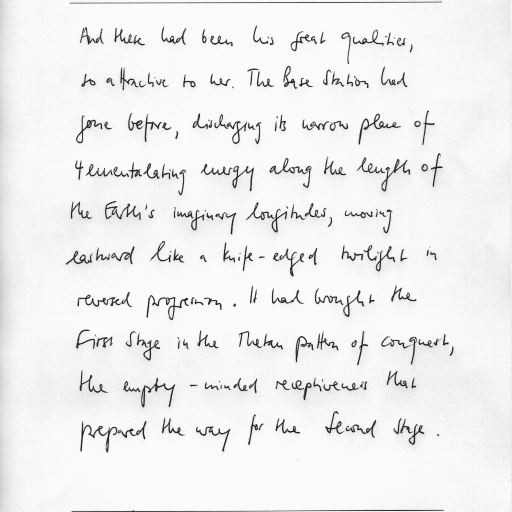 And these had been his great qualities,
so attractive to her. The Base Station had
gone before, discharging its narrow plane of
energy along the length of
the Earth's imaginary longitudes, moving
eastward like a knife-edged twilight in
reversed progression. It had brought the
First Stage in the Thetan pattern of conquest,
the empty-minded receptiveness that
prepared the way for the Second Stage.